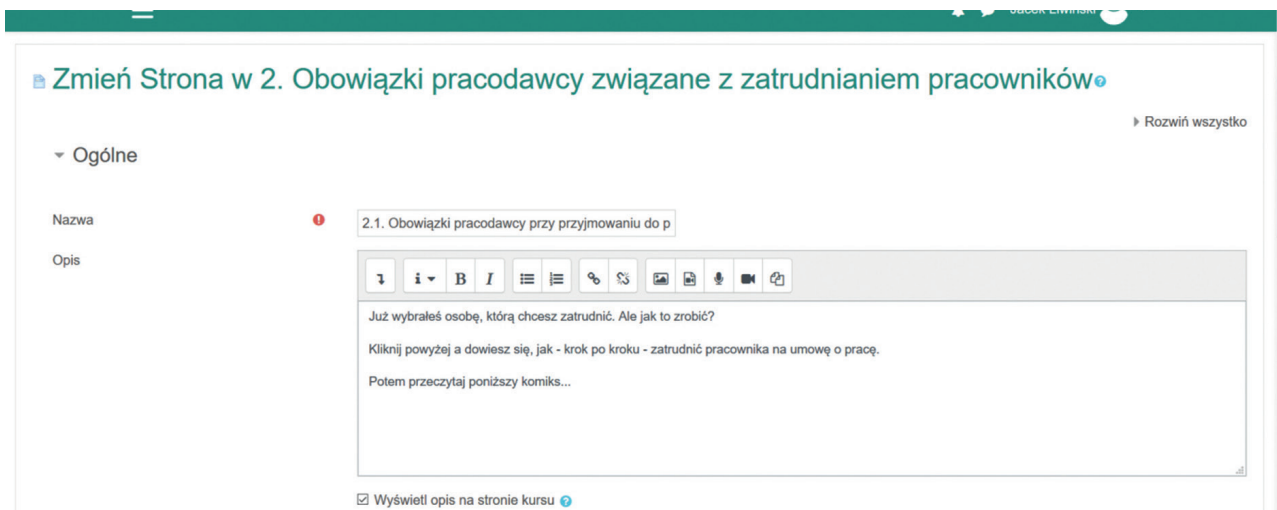 Jacek Liwiński
Zmień Strona w 2. Obowiązki pracodawcy związane z zatrudnianiem pracowników
Rozwiń wszystko
Ogólne
Nazwa
2.1. Obowiązki pracodawcy przy przyjmowaniu do p
Opis
B I
Już wybrałeś osobę, którą chcesz zatrudnić. Ale jak to zrobić?
Kliknij powyżej a dowiesz się, jak - krok po kroku - zatrudnić pracownika na umowę o pracę.
Potem przeczytaj poniższy komiks...
Wyświetl opis na stronie kursu